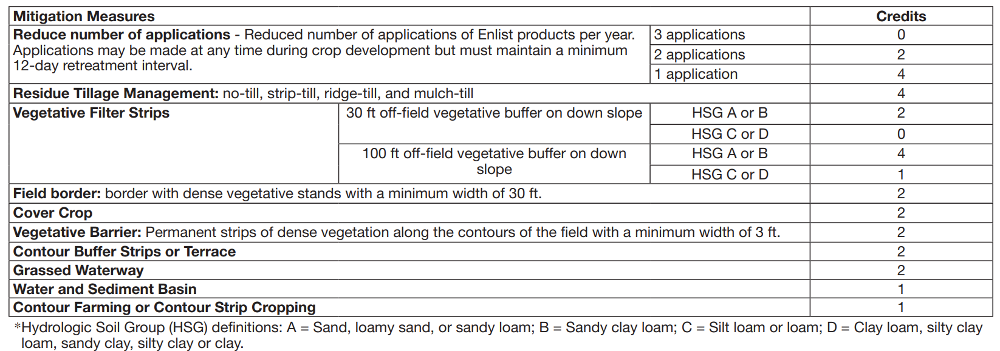 Mitigation Measures Credits
Reduce number of applications - Reduced number of applications of Enlist products per year.
Applications may be made at any time during crop development but must maintain a minimum
12-day retreatment interval.
3 applications 0
2 applications 2
1 application 4
Residue Tillage Management: no-till, strip-till, ridge-till, and mulch-till 4
Vegetative Filter Strips 30 ft off-field vegetative buffer on down slope HSG A or B 2
HSG C or D 0
100 ft off-field vegetative buffer on down
slope
HSG A or B 4
HSG C or D 1
Field border: border with dense vegetative stands with a minimum width of 30 ft. 2
Cover Crop 2
Vegetative Barrier: Permanent strips of dense vegetation along the contours of the field with a minimum width of 3 ft. 2
Contour Buffer Strips or Terrace 2
Grassed Waterway 2
Water and Sediment Basin 1
Contour Farming or Contour Strip Cropping 1
*Hydrologic Soil Group (HSG) definitions: A = Sand, loamy sand, or sandy loam; B = Sandy clay loam; C = Silt loam or loam; D = Clay loam, silty clay
loam, sandy clay, silty clay or clay.